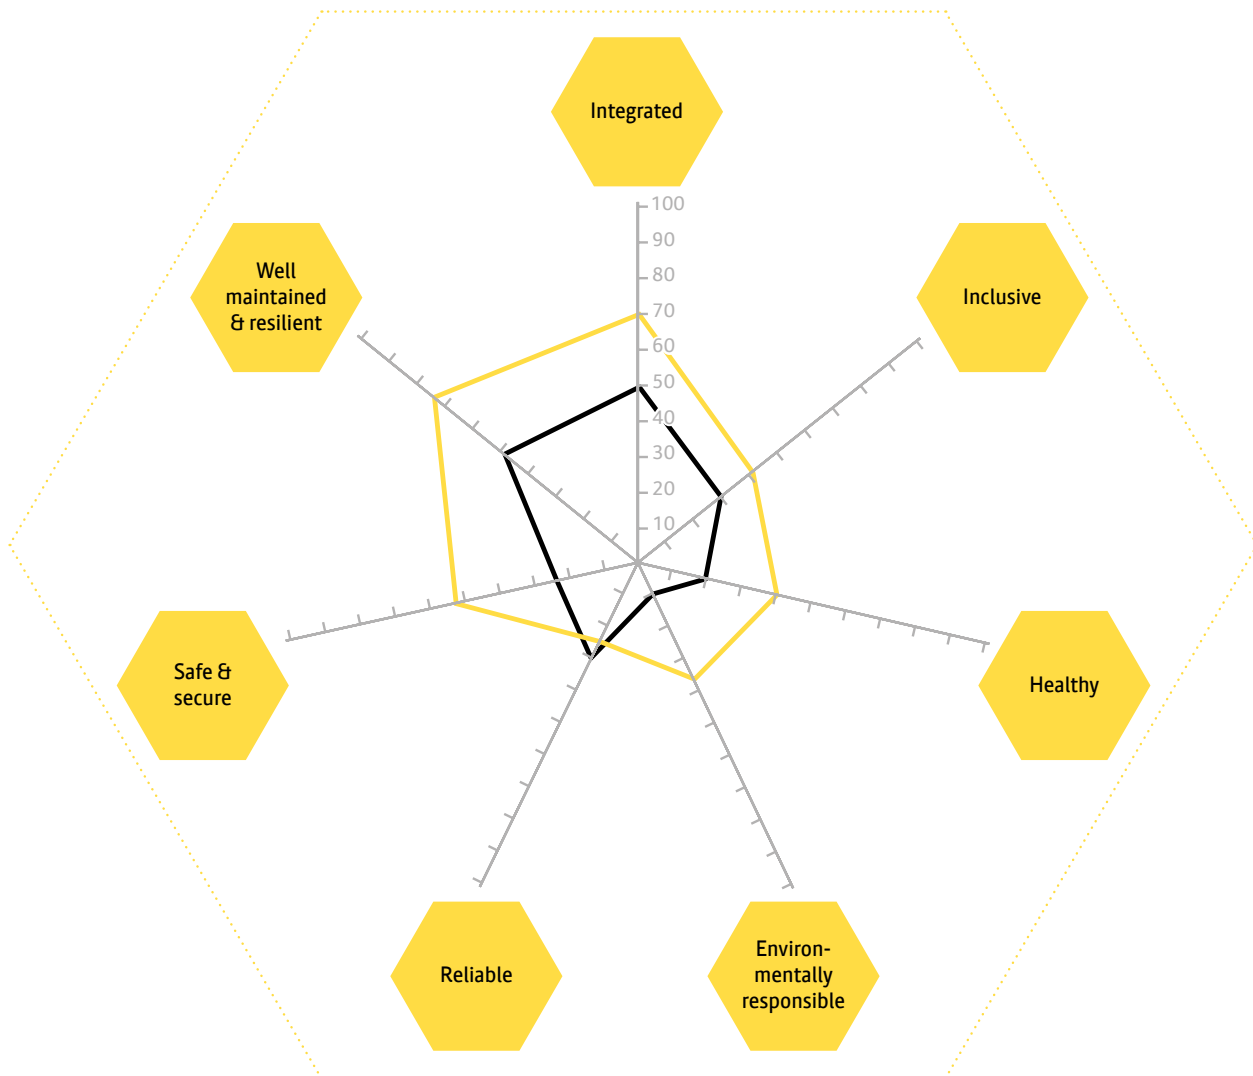 Integrated
100
90
80
70
60
50
40
30
20
10
Well
maintained
& resilient
Inclusive
Safe &
secure
Healthy
Reliable
Environ-
mentally
responsible